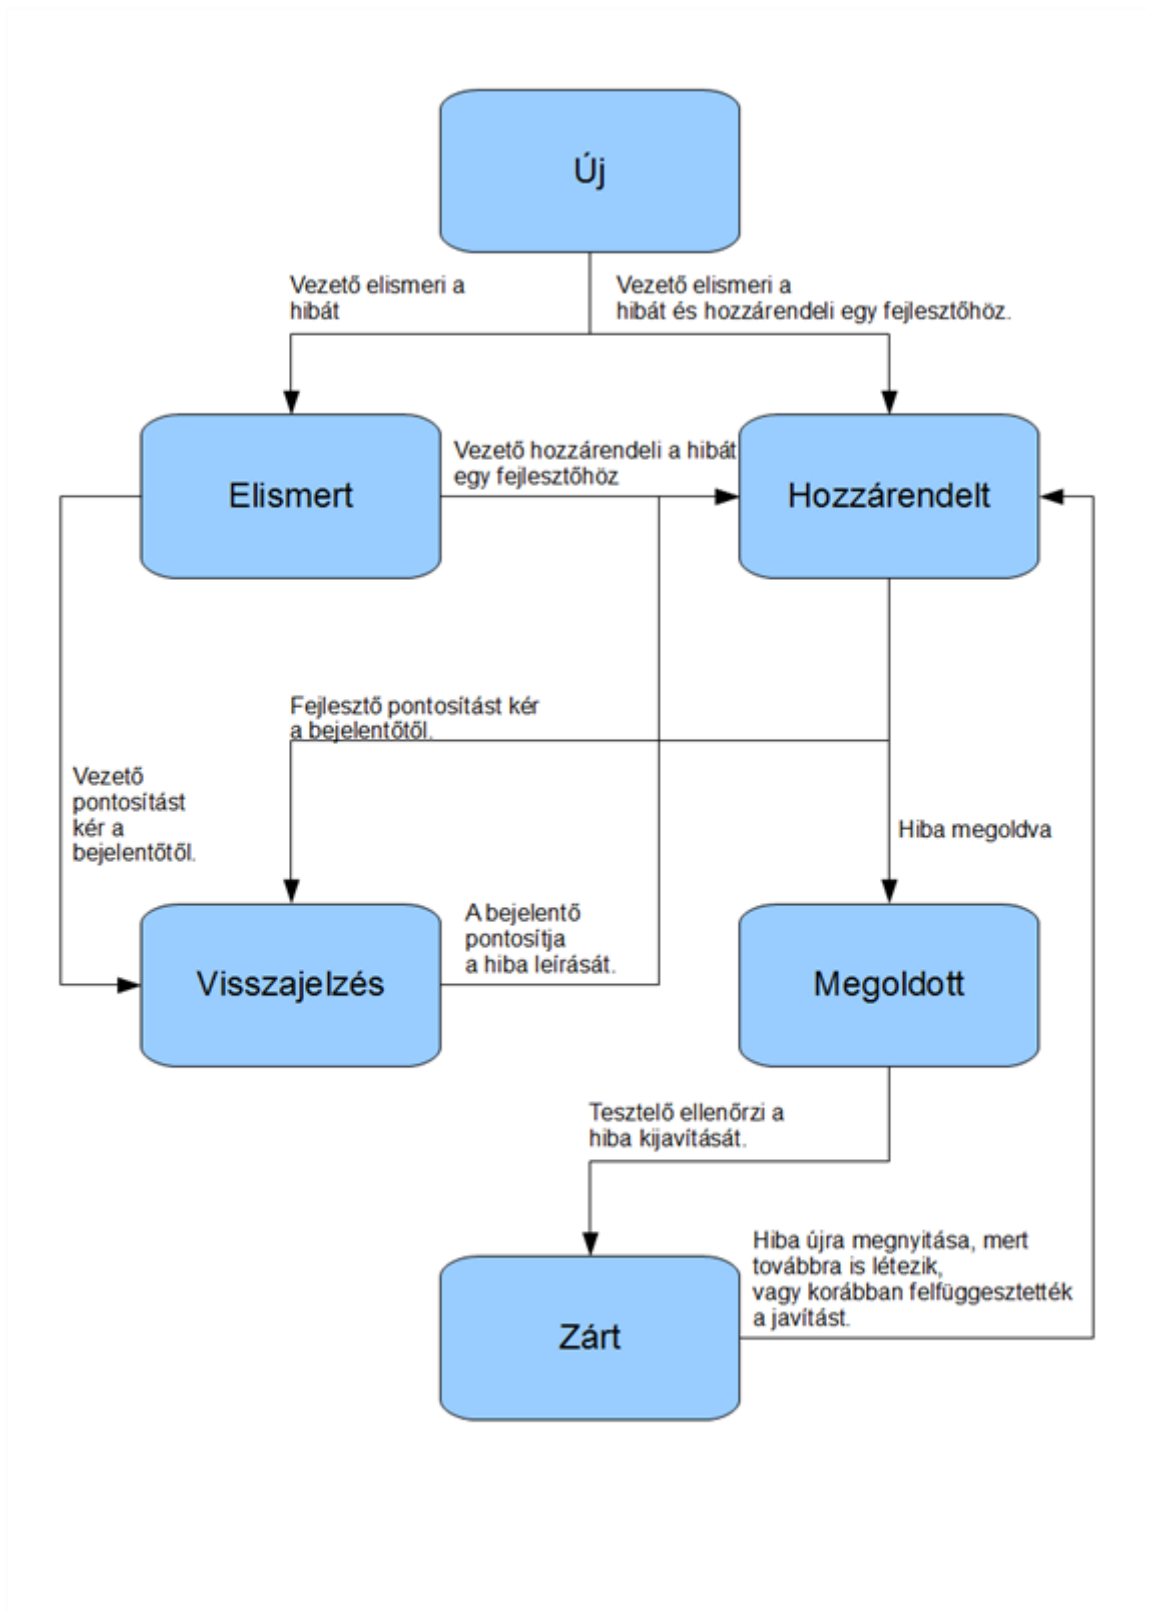 Új
Vezető elismeri a
hibát
Vezető elismeri a
hibát és hozzárendeli egy fejlesztőhöz.
Elismert
Vezető hozzárendeli a hibát
egy fejlesztőhöz
Hozzárendelt
Fejlesztő pontosítást kér
a bejelentőtől.
Vezető
pontosítást
kér a
bejelentőtől.
Hiba megoldva
Visszajelzés
A bejelentő
pontosítja
a hiba leírását.
Megoldott
Tesztelő ellenőrzi a
hiba kijavítását.
Zárt
Hiba újra megnyitása, mert
továbbra is létezik,
vagy korábban felfüggesztették
a javítást.